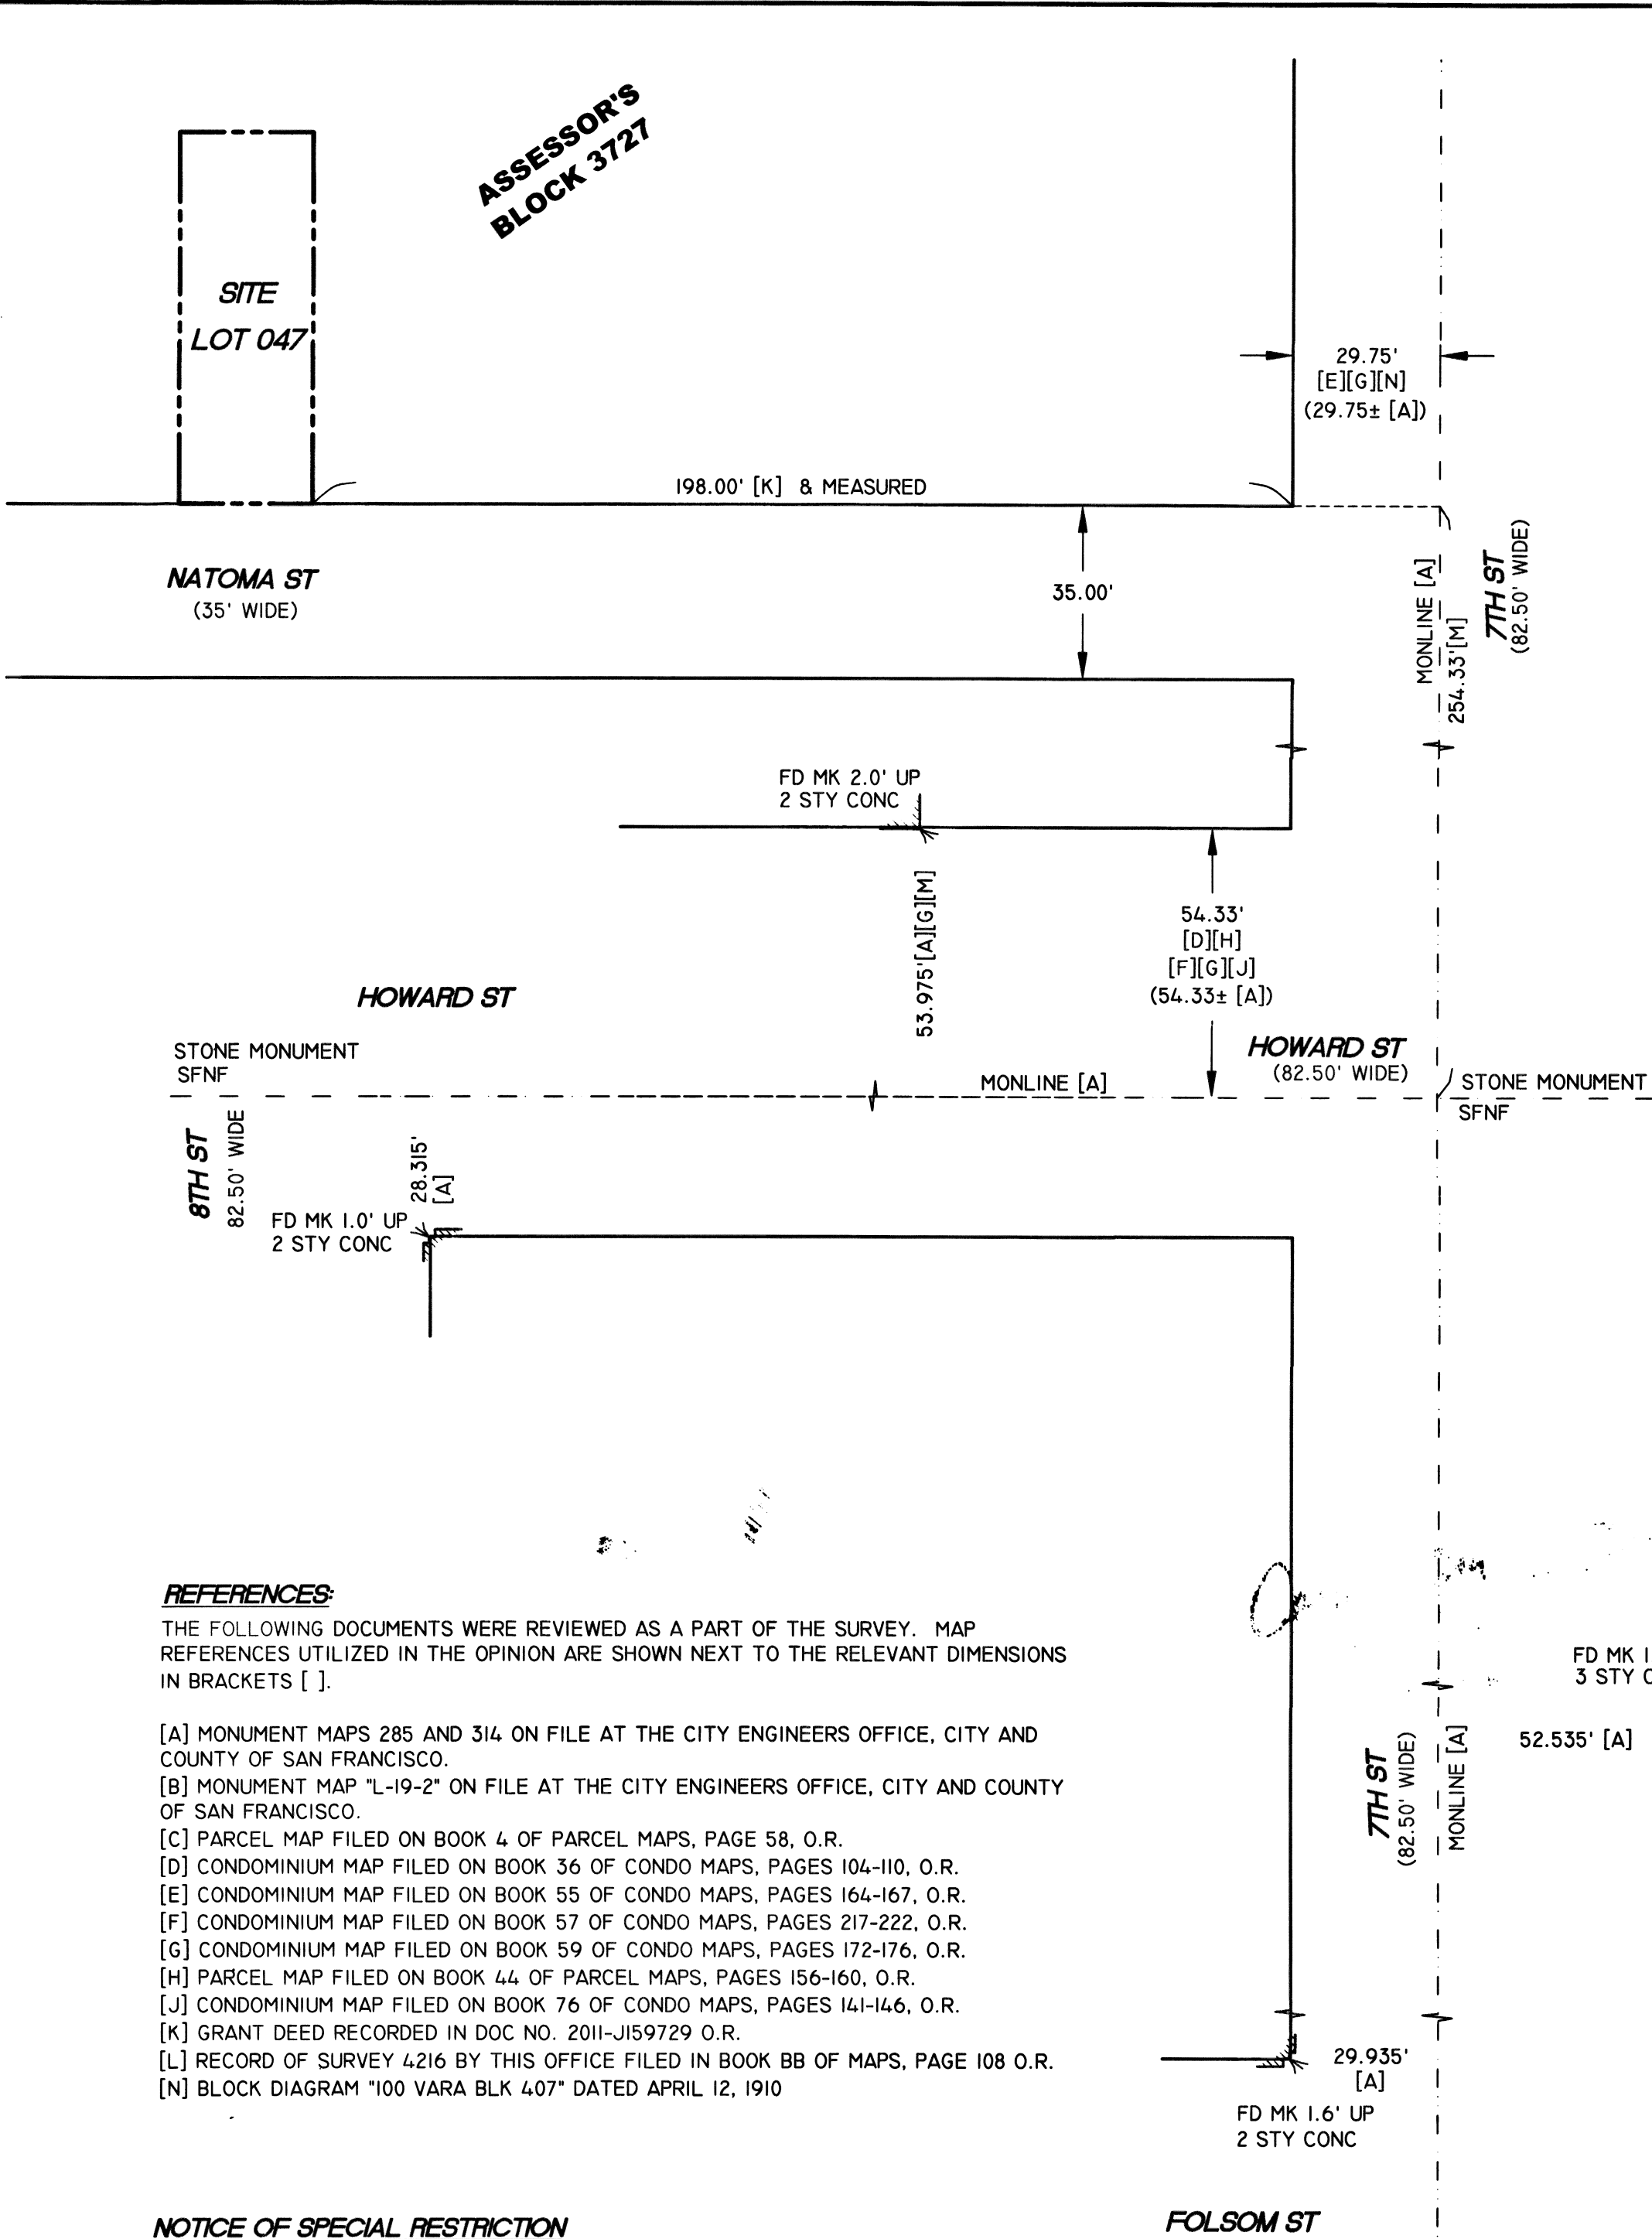 ASSESSOR'S
BLOCK 3727
SITE
LOT 047
29.75'
[E][G][N]
(29.75± [A])
198.00' [K] & MEASURED
NATOMA ST
(35' WIDE)
35.00'
MONLINE [A]
254.33'[M]
7TH ST
(82.50' WIDE)
FD MK 2.0' UP
2 STY CONC
53.975'[A][G][M]
54.33'
[D][H]
[F][G][J]
(54.33± [A])
HOWARD ST
STONE MONUMENT
SFNF
MONLINE [A]
HOWARD ST
(82.50' WIDE)
STONE MONUMENT
SFNF
8TH ST
82.50' WIDE
28.315'
[A]
FD MK 1.0' UP
2 STY CONC
REFERENCES:
THE FOLLOWING DOCUMENTS WERE REVIEWED AS A PART OF THE SURVEY. MAP
REFERENCES UTILIZED IN THE OPINION ARE SHOWN NEXT TO THE RELEVANT DIMENSIONS
IN BRACKETS [ ].
[A] MONUMENT MAPS 285 AND 314 ON FILE AT THE CITY ENGINEERS OFFICE, CITY AND
COUNTY OF SAN FRANCISCO.
[B] MONUMENT MAP "L-19-2" ON FILE AT THE CITY ENGINEERS OFFICE, CITY AND COUNTY
OF SAN FRANCISCO.
[C] PARCEL MAP FILED ON BOOK 4 OF PARCEL MAPS, PAGE 58, O.R.
[D] CONDOMINIUM MAP FILED ON BOOK 36 OF CONDO MAPS, PAGES 104-110, O.R.
[E] CONDOMINIUM MAP FILED ON BOOK 55 OF CONDO MAPS, PAGES 164-167, O.R.
[F] CONDOMINIUM MAP FILED ON BOOK 57 OF CONDO MAPS, PAGES 217-222, O.R.
[G] CONDOMINIUM MAP FILED ON BOOK 59 OF CONDO MAPS, PAGES 172-176, O.R.
[H] PARCEL MAP FILED ON BOOK 44 OF PARCEL MAPS, PAGES 156-160, O.R.
[J] CONDOMINIUM MAP FILED ON BOOK 76 OF CONDO MAPS, PAGES 141-146, O.R.
[K] GRANT DEED RECORDED IN DOC NO. 2011-J159729 O.R.
[L] RECORD OF SURVEY 4216 BY THIS OFFICE FILED IN BOOK BB OF MAPS, PAGE 108 O.R.
[N] BLOCK DIAGRAM "100 VARA BLK 407" DATED APRIL 12, 1910
FD MK 1
3 STY C
52.535' [A]
7TH ST
(82.50' WIDE)
MONLINE [A]
29.935'
[A]
FD MK 1.6' UP
2 STY CONC
NOTICE OF SPECIAL RESTRICTION
FOLSOM ST